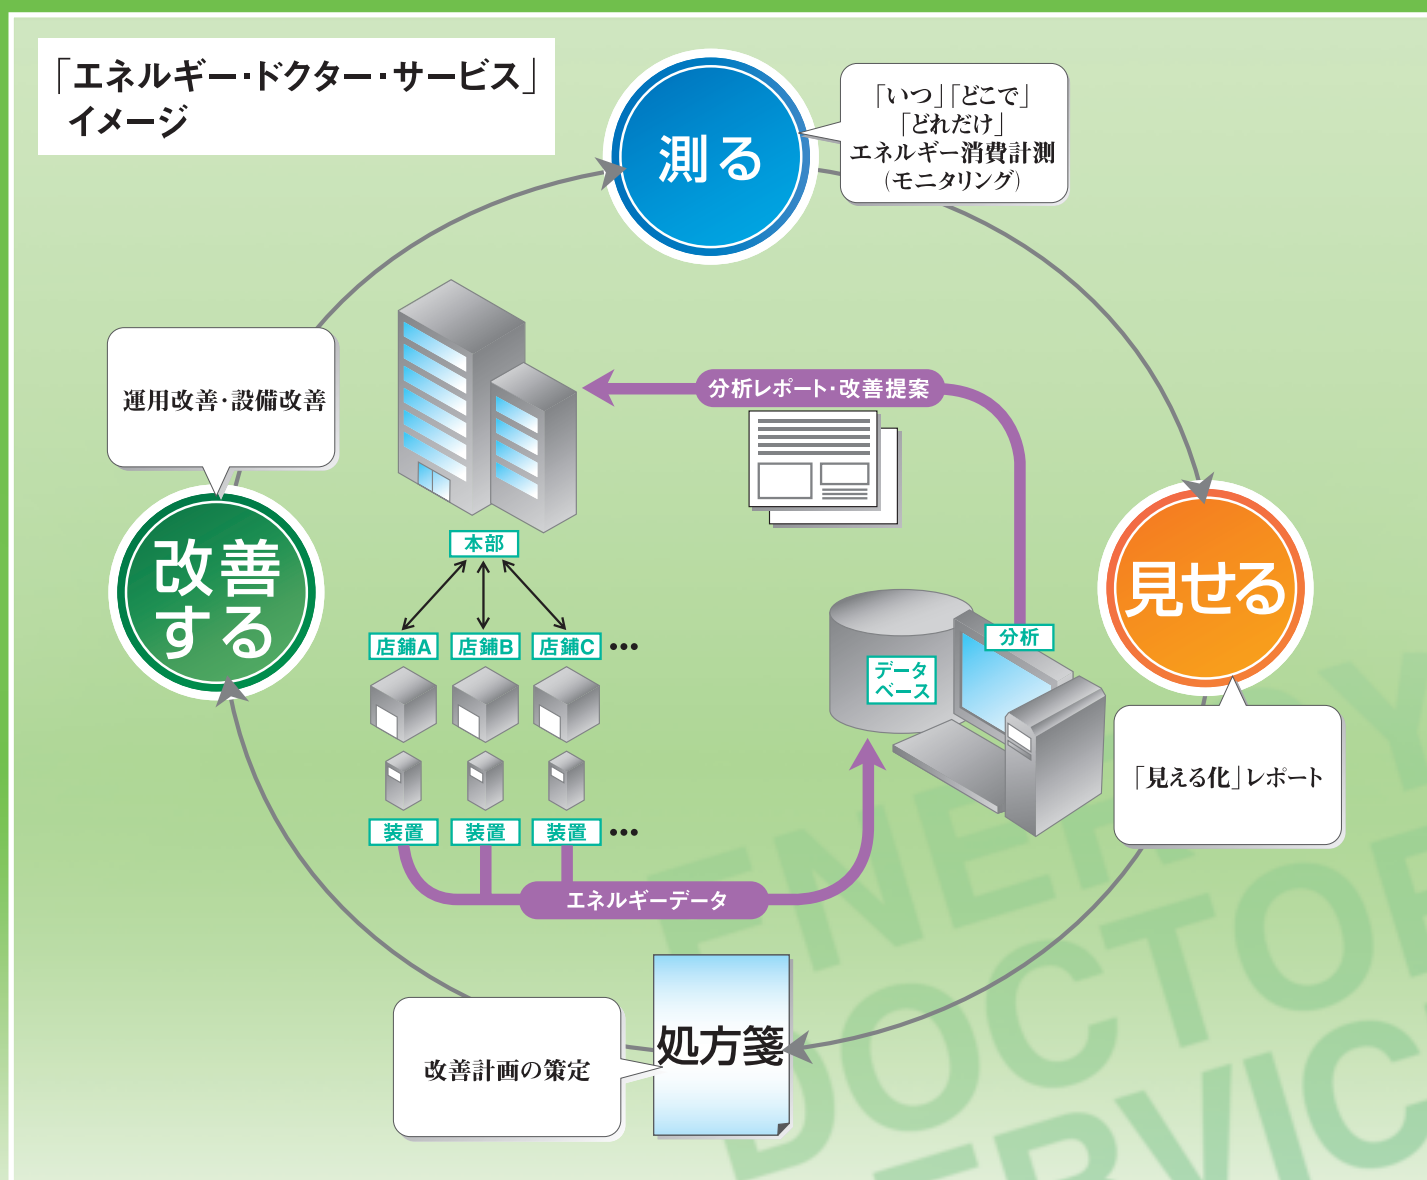 「エネルギー・ドクター・サービス」
イメージ
測る
「いつ」「どこで」
「どれだけ」
エネルギー消費計測
(モニタリング)
運用改善・設備改善
分析レポート・改善提案
改善
する
本部
見せる
店舗A
店舗B
店舗C
•••
分析
データ
ベース
「見える化」レポート
装置
装置
装置
•••
エネルギーデータ
処方箋
改善計画の策定
ENERGY
DOCTOR
SERVIC